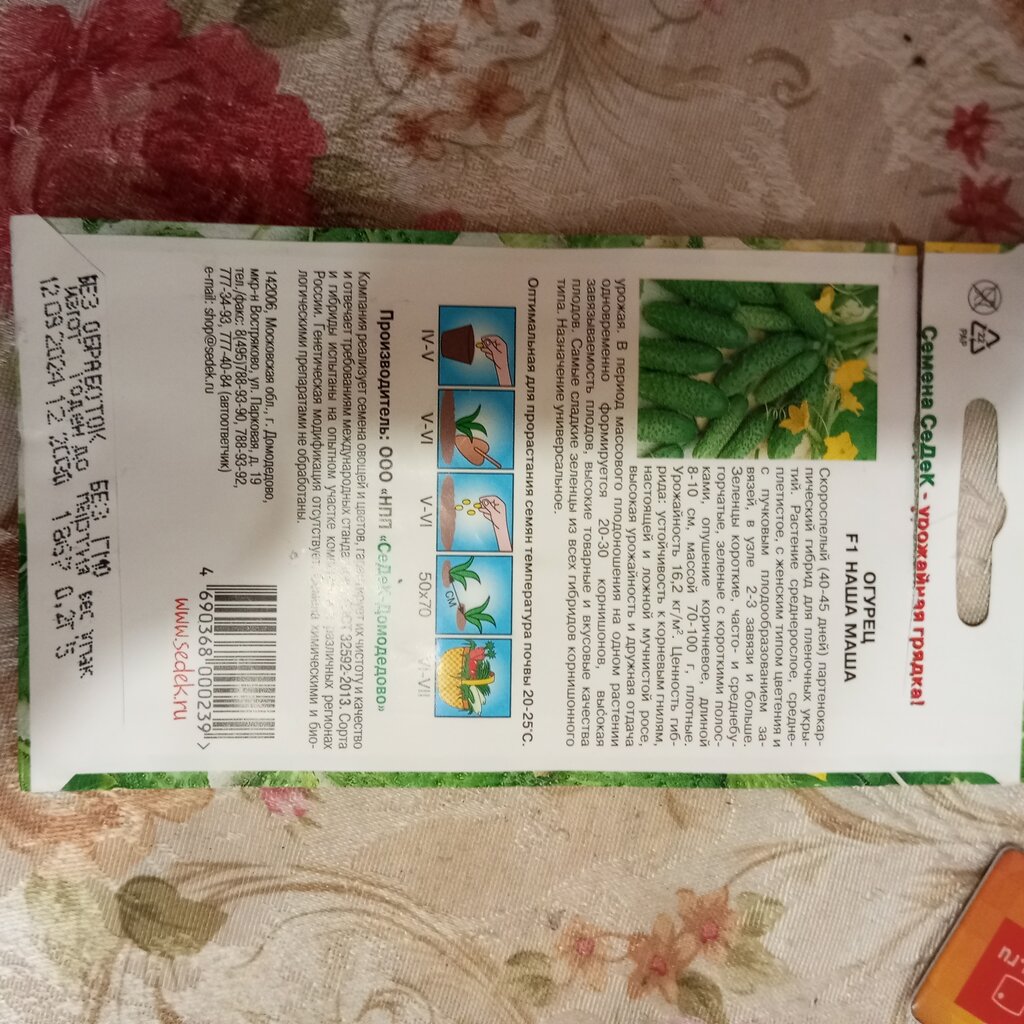 Семена СеДеК - урожайная грядка!
ОГУРЕЦ
F1 НАША МАША
Скороспелый (40-45 дней) партенокар-
пический гибрид для пленочных укры-
тий. Растение среднерослое, средне-
плетистое, с женским типом цветения и
с пучковым плодообразованием за-
вязей, в узле 2-3 завязи и больше.
Зеленцы короткие, часто- и среднебу-
горчатые, зеленые с короткими полос-
ками, опушение коричневое, длиной
8-10 см, массой 70-100 г, плотные.
Урожайность 16,2 кг/м². Ценность гиб-
рида: устойчивость к корневым гнилям,
настоящей и ложной мучнистой росе,
высокая урожайность и дружная отдача
урожая. В период массового плодоношения на одном растении
одновременно формируется 20-30 корнишонов, высокая
завязываемость плодов, высокие товарные и вкусовые качества
плодов. Самые сладкие зеленцы из всех гибридов корнишонного
типа. Назначение универсальное.
Оптимальная для прорастания семян температура почвы 20-25°С.
СМ
IV-V V-VI V-VI 50x70 VI-VII
Производитель: ООО «НПП «СеДеК-Домодедово»
Компания реализует семена овощей и цветов, гарантирует их чистоту и качество
и отвечает требованиям международных стандартов и ГОСТ 32592-2013. Сорта
и гибриды испытаны на опытном участке компании и в различных регионах
России. Генетическая модификация отсутствует. Семена химическими и био-
логическими препаратами не обработаны.
142006, Московская обл., г. Домодедово,
мкр-н Востряково, ул. Парковая, д. 19
тел./факс: 8(495)788-93-90, 788-93-92,
777-34-93, 777-40-84 (автоответчик)
e-mail: shop@sedek.ru
4 690368 000239 >
www.sedek.ru
БЕЗ ОБРАБОТОК БЕЗ ГМО
изгот. годен до партия вес упак.
12.09.2024 12.2030 1867 0,2г 15
22
PAP
.ru